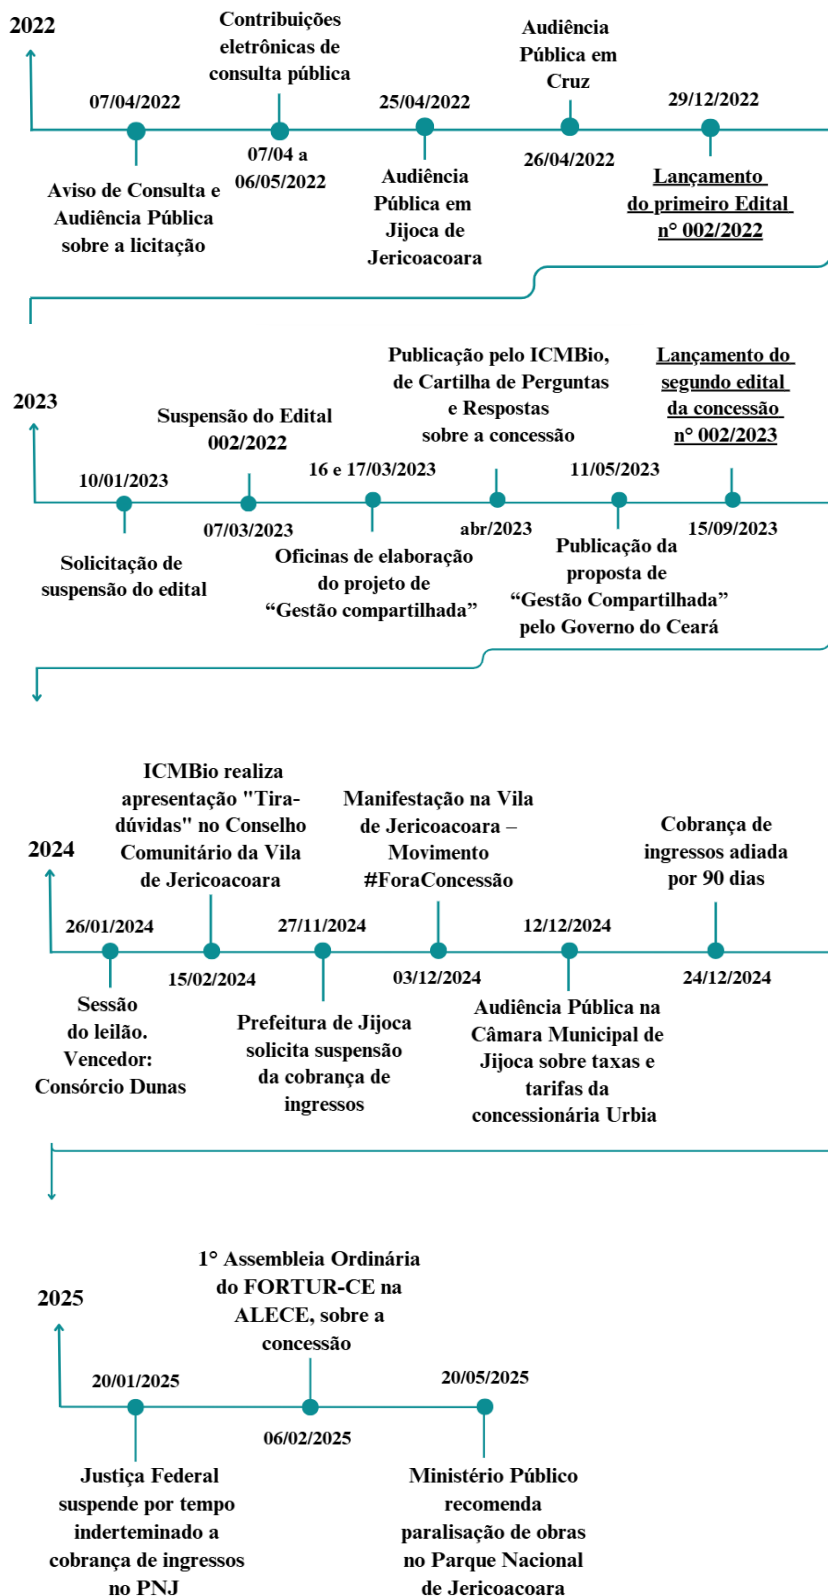 2022
07/04/2022
Aviso de Consulta e
Audiência Pública
sobre a licitação
Contribuições
eletrônicas de
consulta pública
07/04 a
06/05/2022
25/04/2022
Audiência
Pública em
Jijoca de
Jericoacoara
Audiência
Pública em
Cruz
26/04/2022
29/12/2022
Lançamento
do primeiro Edital
n° 002/2022
2023
10/01/2023
Solicitação de
suspensão do edital
Suspensão do Edital
002/2022
07/03/2023
16 e 17/03/2023
Oficinas de elaboração
do projeto de
“Gestão compartilhada”
Publicação pelo ICMBio,
de Cartilha de Perguntas
e Respostas
sobre a concessão
abr/2023
11/05/2023
Publicação da
proposta de
“Gestão Compartilhada”
pelo Governo do Ceará
Lançamento do
segundo edital
da concessão
n° 002/2023
15/09/2023
2024
26/01/2024
Sessão
do leilão.
Vencedor:
Consórcio Dunas
ICMBio realiza
apresentação "Tira-
dúvidas" no Conselho
Comunitário da Vila
de Jericoacoara
15/02/2024
27/11/2024
Prefeitura de Jijoca
solicita suspensão
da cobrança de
ingressos
Manifestação na Vila
de Jericoacoara –
Movimento
#ForaConcessão
03/12/2024
12/12/2024
Audiência Pública na
Câmara Municipal de
Jijoca sobre taxas e
tarifas da
concessionária Urbia
Cobrança de
ingressos adiada
por 90 dias
24/12/2024
2025
20/01/2025
Justiça Federal
suspende por tempo
inderteminado a
cobrança de ingressos
no PNJ
1° Assembleia Ordinária
do FORTUR-CE na
ALECE, sobre a
concessão
06/02/2025
20/05/2025
Ministério Público
recomenda
paralisação de obras
no Parque Nacional
de Jericoacoara